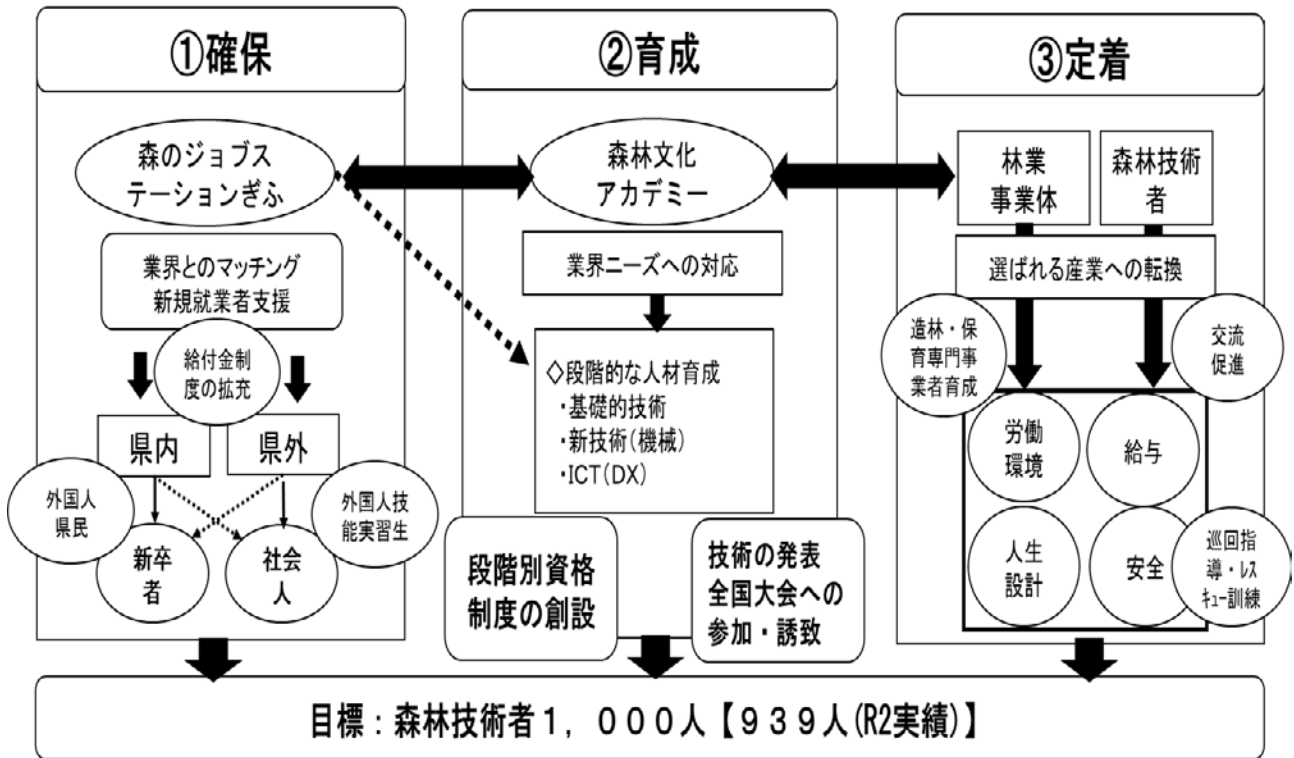 ①確保
森のジョブス
テーションぎふ
業界とのマッチング
新規就業者支援
給付金制
度の拡充
県内
県外
外国人
県民
外国人技
能実習生
新卒
者
社会
人
②育成
森林文化
アカデミー
業界ニーズへの対応
◇段階的な人材育成
・基礎的技術
・新技術(機械)
・ICT(DX)
段階別資格
制度の創設
技術の発表
全国大会への
参加・誘致
③定着
林業
事業体
森林技術
者
選ばれる産業への転換
造林・保
育専門事
業者育成
交流
促進
労働
環境
給与
人生
設計
安全
巡回指
導・レス
キュー訓練
目標：森林技術者１，０００人【９３９人(R2実績)】